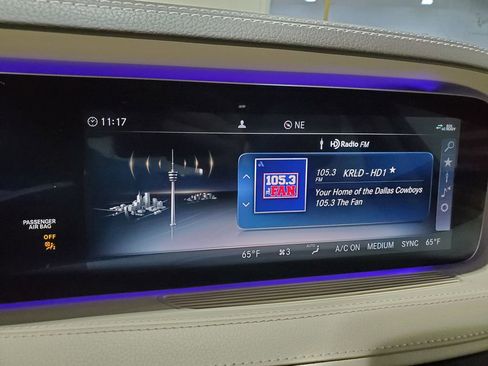 11:17
NE
HD Radio FM
105.3 KRLD - HD1
FM
105.3
FAN
Your Home of the Dallas Cowboys
105.3 The Fan
PASSENGER
AIR BAG
OFF
65°F 3 AUTO A/C ON MEDIUM SYNC 65°F